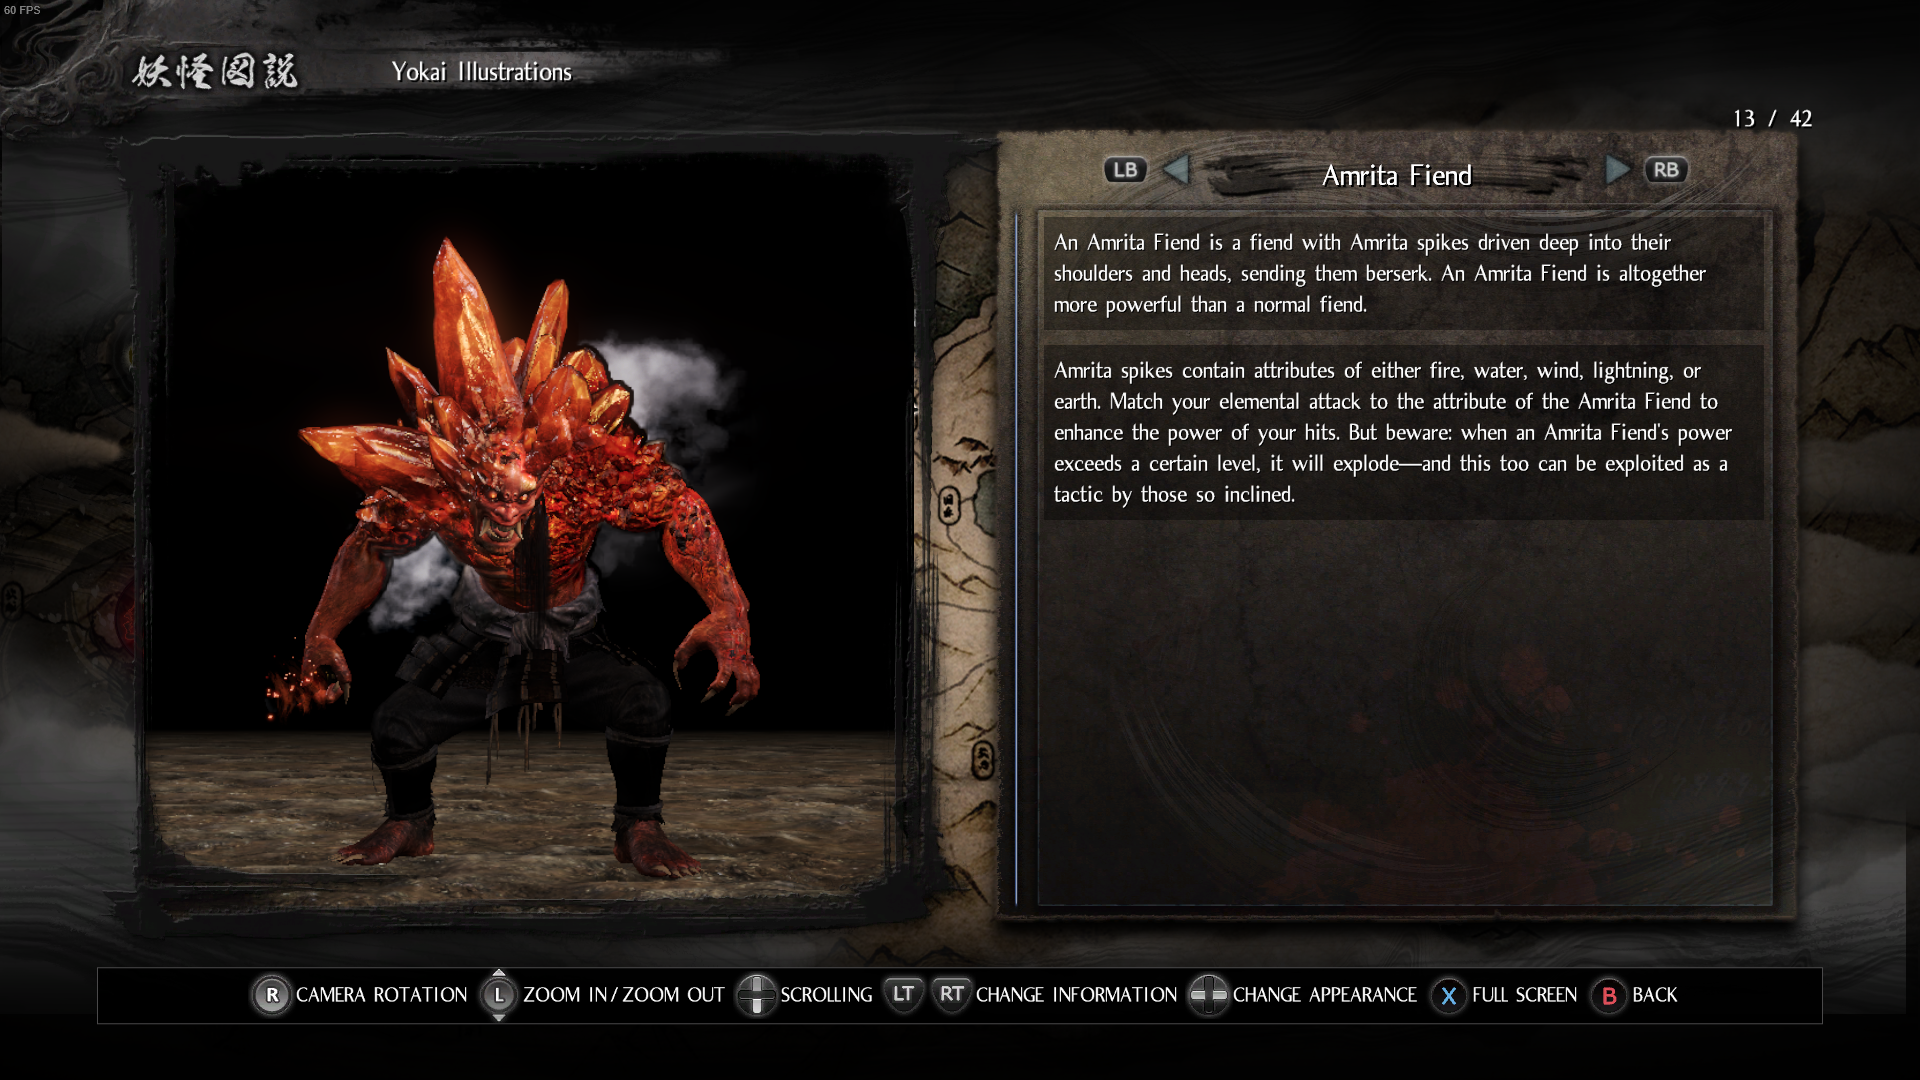 60 FPS
妖怪図説
Yokai Illustrations
13 / 42
LB
Amrita Fiend
RB
An Amrita Fiend is a fiend with Amrita spikes driven deep into their
shoulders and heads, sending them berserk. An Amrita Fiend is altogether
more powerful than a normal fiend.
Amrita spikes contain attributes of either fire, water, wind, lightning, or
earth. Match your elemental attack to the attribute of the Amrita Fiend to
enhance the power of your hits. But beware: when an Amrita Fiend's power
exceeds a certain level, it will explode—and this too can be exploited as a
tactic by those so inclined.
R CAMERA ROTATION L ZOOM IN/ZOOM OUT SCROLLING LT RT CHANGE INFORMATION CHANGE APPEARANCE X FULL SCREEN B BACK